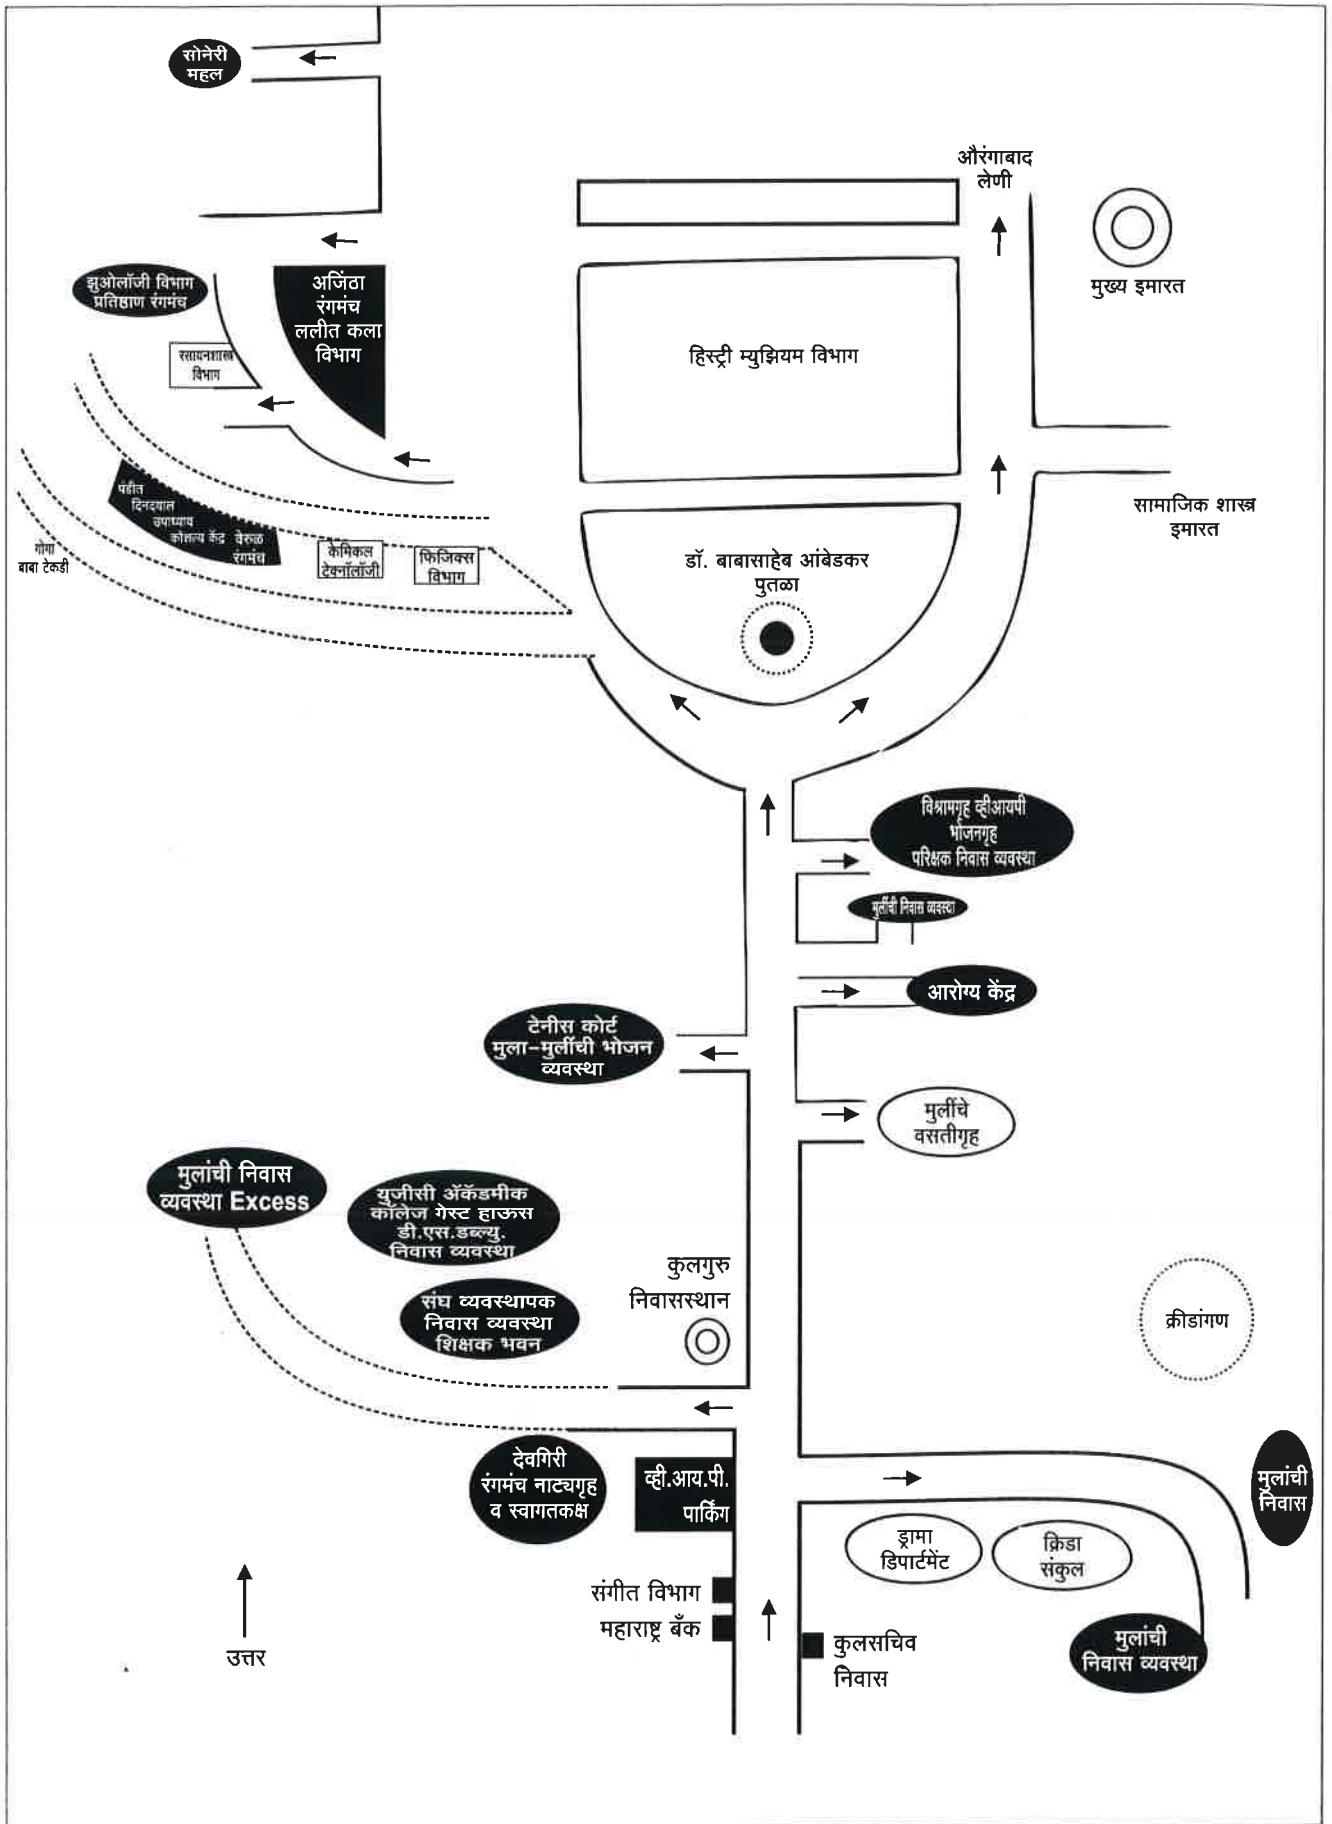 सोनेरी
महल
औरंगाबाद
लेणी
मुख्य इमारत
झुओलॉजी विभाग
प्रतिष्ठाण रंगमंच
अजिंठा
रंगमंच
ललीत कला
विभाग
रसायनशास्त्र
विभाग
हिस्ट्री म्युझियम विभाग
सामाजिक शास्त्र
इमारत
पंडीत
दिनदयाल
उपाध्याय
कौशल्य केंद्र
वेरुळ
रंगमंच
गोगा
बाबा टेकडी
केमिकल
टेक्नॉलॉजी
फिजिक्स
विभाग
डॉ. बाबासाहेब आंबेडकर
पुतळा
विश्रामगृह व्हीआयपी
भोजनगृह
परिक्षक निवास व्यवस्था
मुलींची निवास व्यवस्था
आरोग्य केंद्र
टेनीस कोर्ट
मुला-मुलींची भोजन
व्यवस्था
मुलींचे
वसतीगृह
मुलांची निवास
व्यवस्था Excess
युजीसी ॲकॅडमीक
कॉलेज गेस्ट हाऊस
डी.एस.डब्ल्यु.
निवास व्यवस्था
संघ व्यवस्थापक
निवास व्यवस्था
शिक्षक भवन
कुलगुरु
निवासस्थान
क्रीडांगण
देवगिरी
रंगमंच नाट्यगृह
व स्वागतकक्ष
व्ही.आय.पी.
पार्किंग
मुलांची
निवास
ड्रामा
डिपार्टमेंट
क्रिडा
संकुल
संगीत विभाग
महाराष्ट्र बँक
कुलसचिव
निवास
मुलांची
निवास व्यवस्था
उत्तर